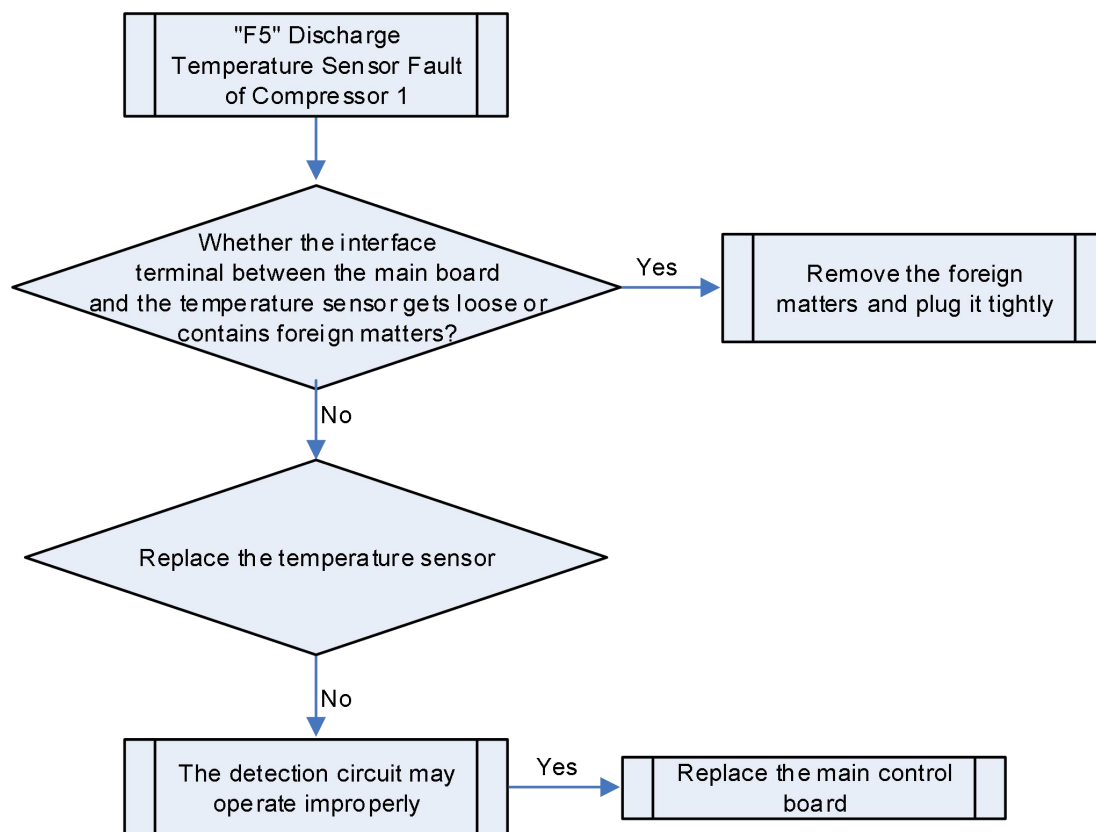 "F5" Discharge
Temperature Sensor Fault
of Compressor 1
Whether the interface
terminal between the main board
and the temperature sensor gets loose or
contains foreign matters?
Yes
Remove the foreign
matters and plug it tightly
No
Replace the temperature sensor
No
The detection circuit may
operate improperly
Yes
Replace the main control
board